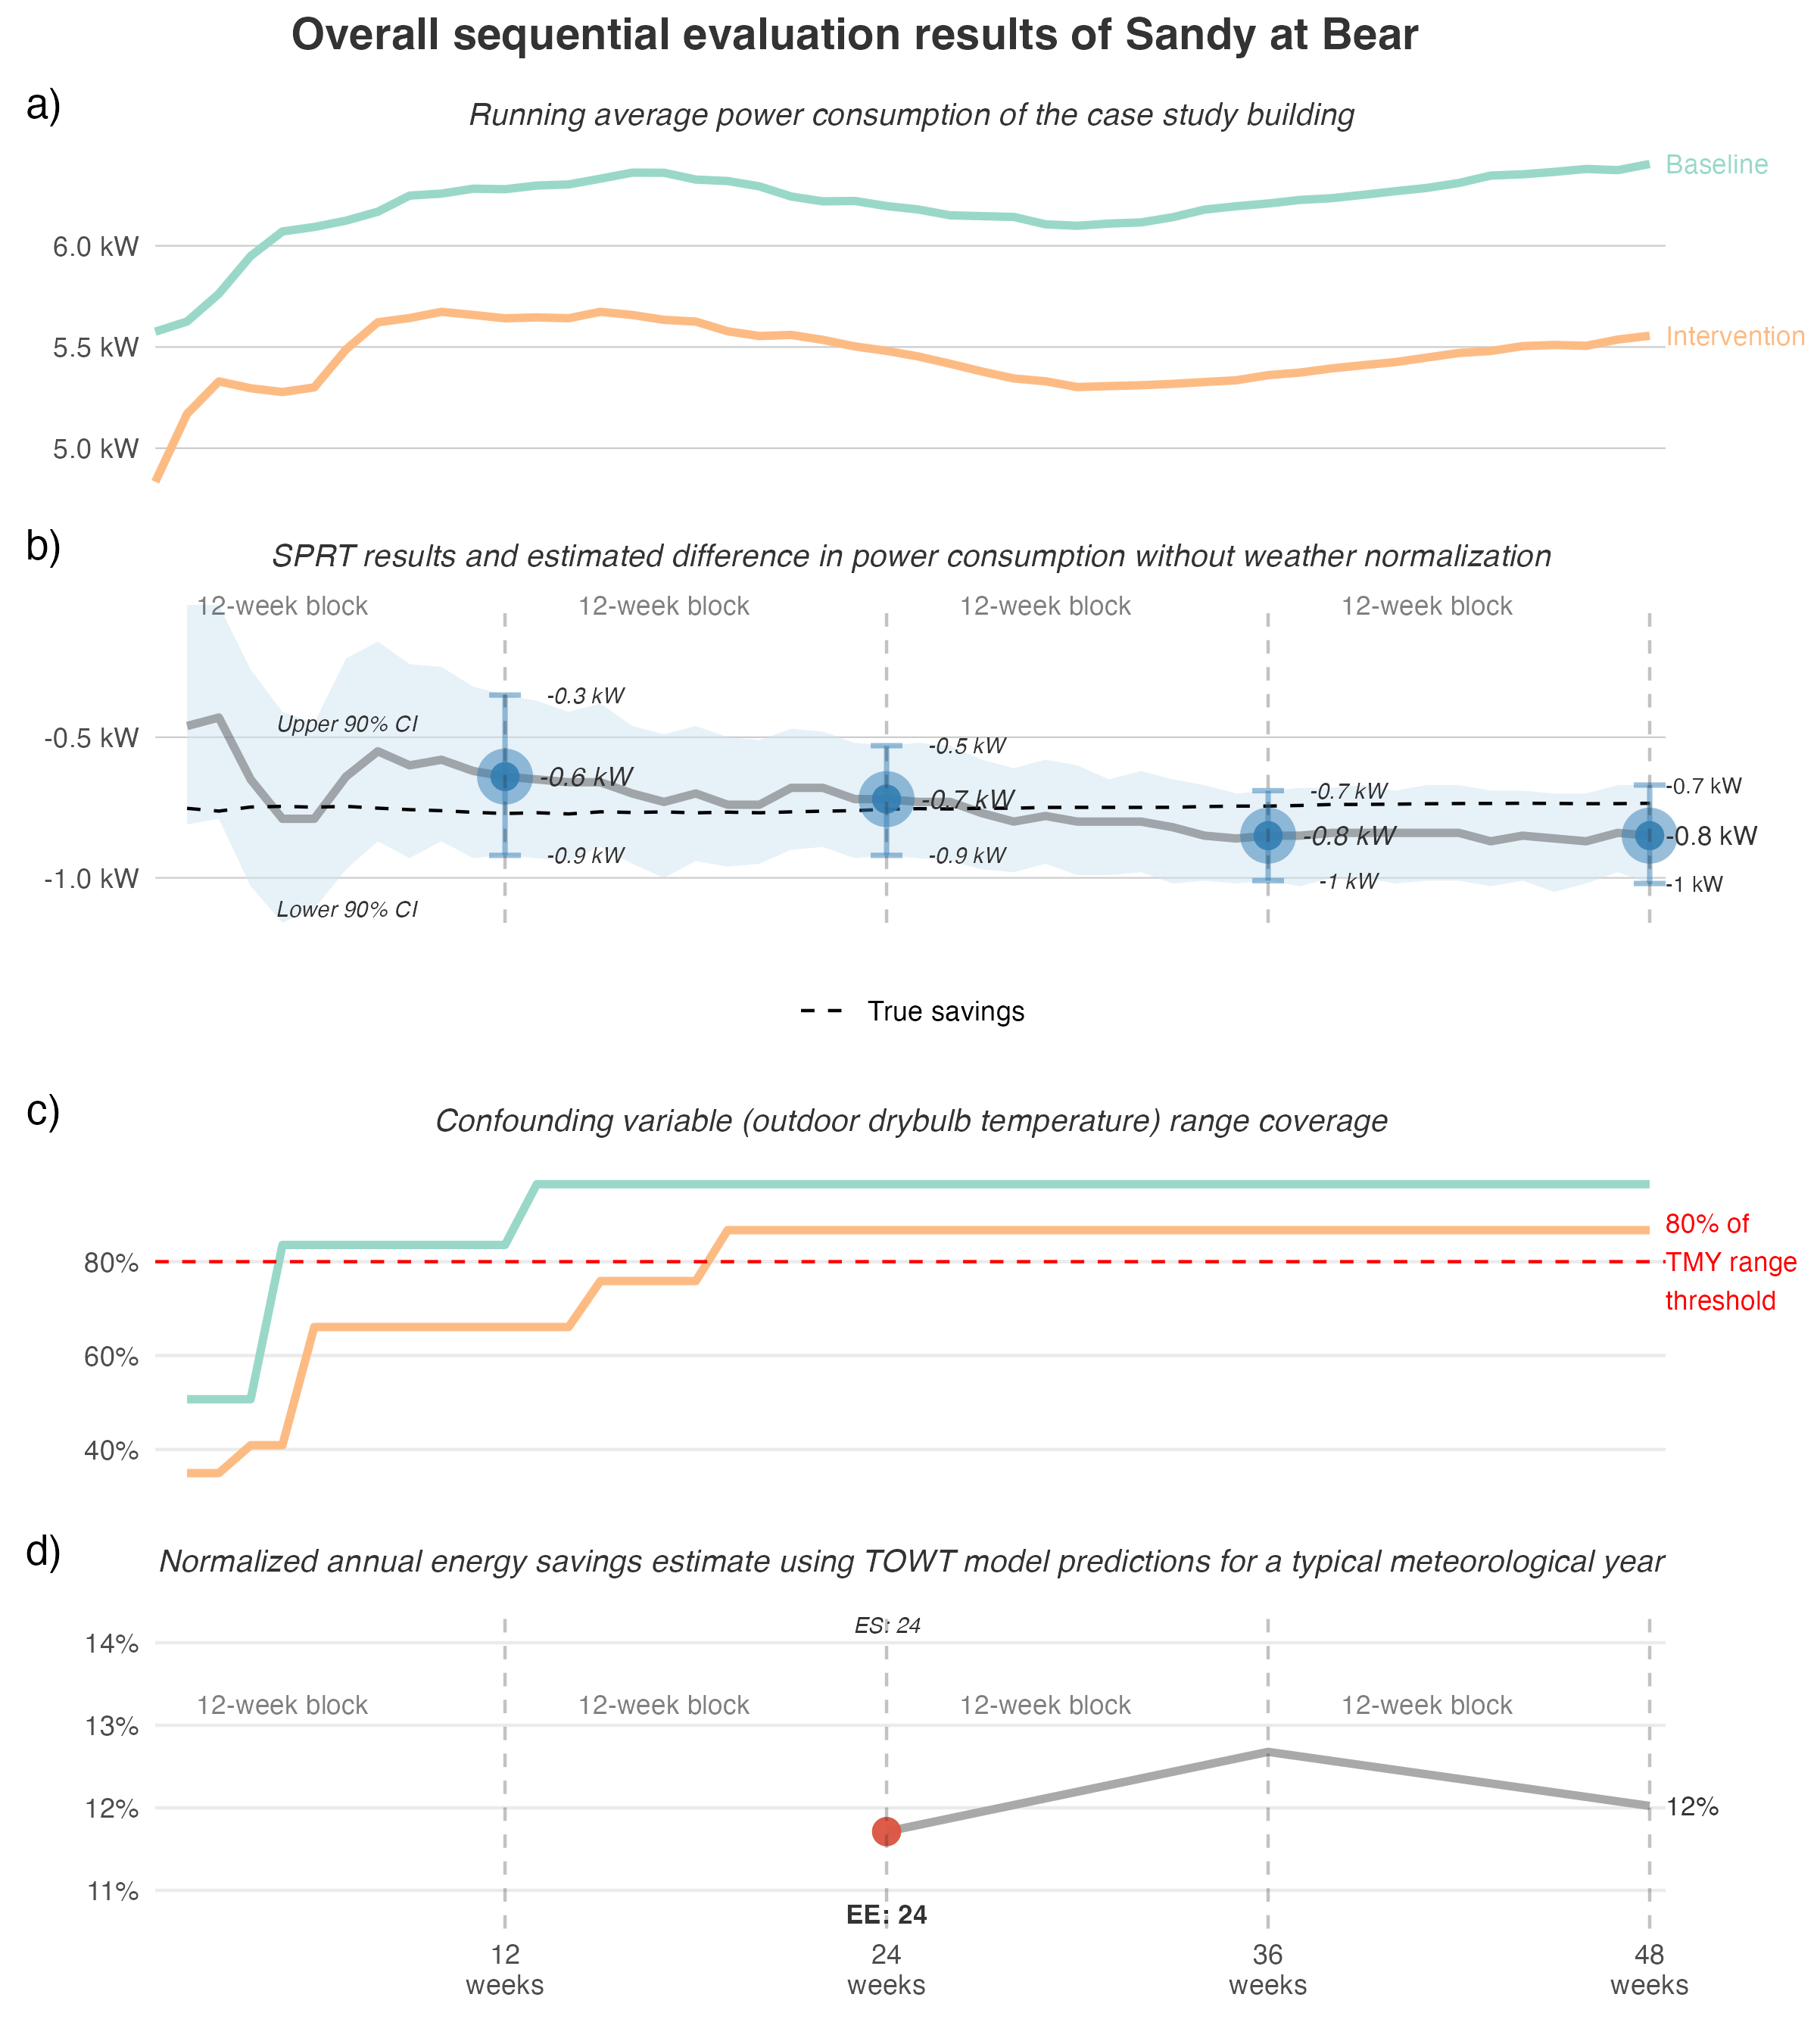 Overall sequential evaluation results of Sandy at Bear
a)
Running average power consumption of the case study building
Baseline
6.0 kW
Intervention
5.5 kW
5.0 kW
b)
SPRT results and estimated difference in power consumption without weather normalization
12-week block 12-week block 12-week block 12-week block
-0.3 kW
Upper 90% CI
-0.5 kW
-0.5 kW
-0.6 kW
-0.7 kW
-0.7 kW
-0.7 kW
-0.8 kW
-0.8 kW
-0.9 kW
-0.9 kW
-1.0 kW
-1 kW
-1 kW
Lower 90% CI
True savings
c)
Confounding variable (outdoor drybulb temperature) range coverage
80% of
TMY range
threshold
80%
60%
40%
d)
Normalized annual energy savings estimate using TOWT model predictions for a typical meteorological year
ES: 24
14%
12-week block 12-week block 12-week block 12-week block
13%
12%
12%
11%
EE: 24
12 24 36 48
weeks weeks weeks weeks